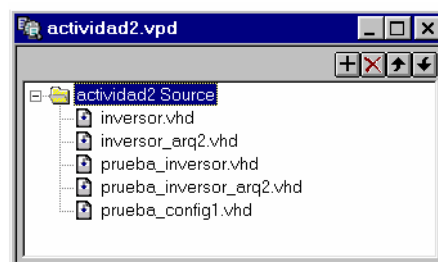 actividad2.vpd
actividad2 Source
inversor.vhd
inversor_arq2.vhd
prueba_inversor.vhd
prueba_inversor_arq2.vhd
prueba_config1.vhd